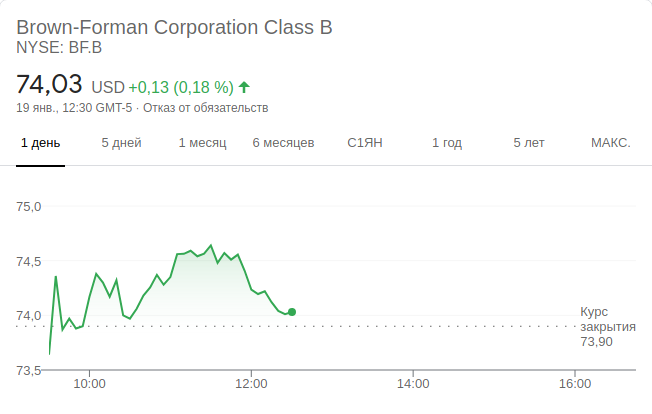 Brown-Forman Corporation Class B
NYSE: BF.B
74,03 USD +0,13 (0,18 %)
19 янв., 12:30 GMT-5 · Отказ от обязательств
1 день 5 дней 1 месяц 6 месяцев С1ЯН 1 год 5 лет МАКС.
75,0
74,5
74,0
Курс
закрытия
73,90
73,5
10:00 12:00 14:00 16:00